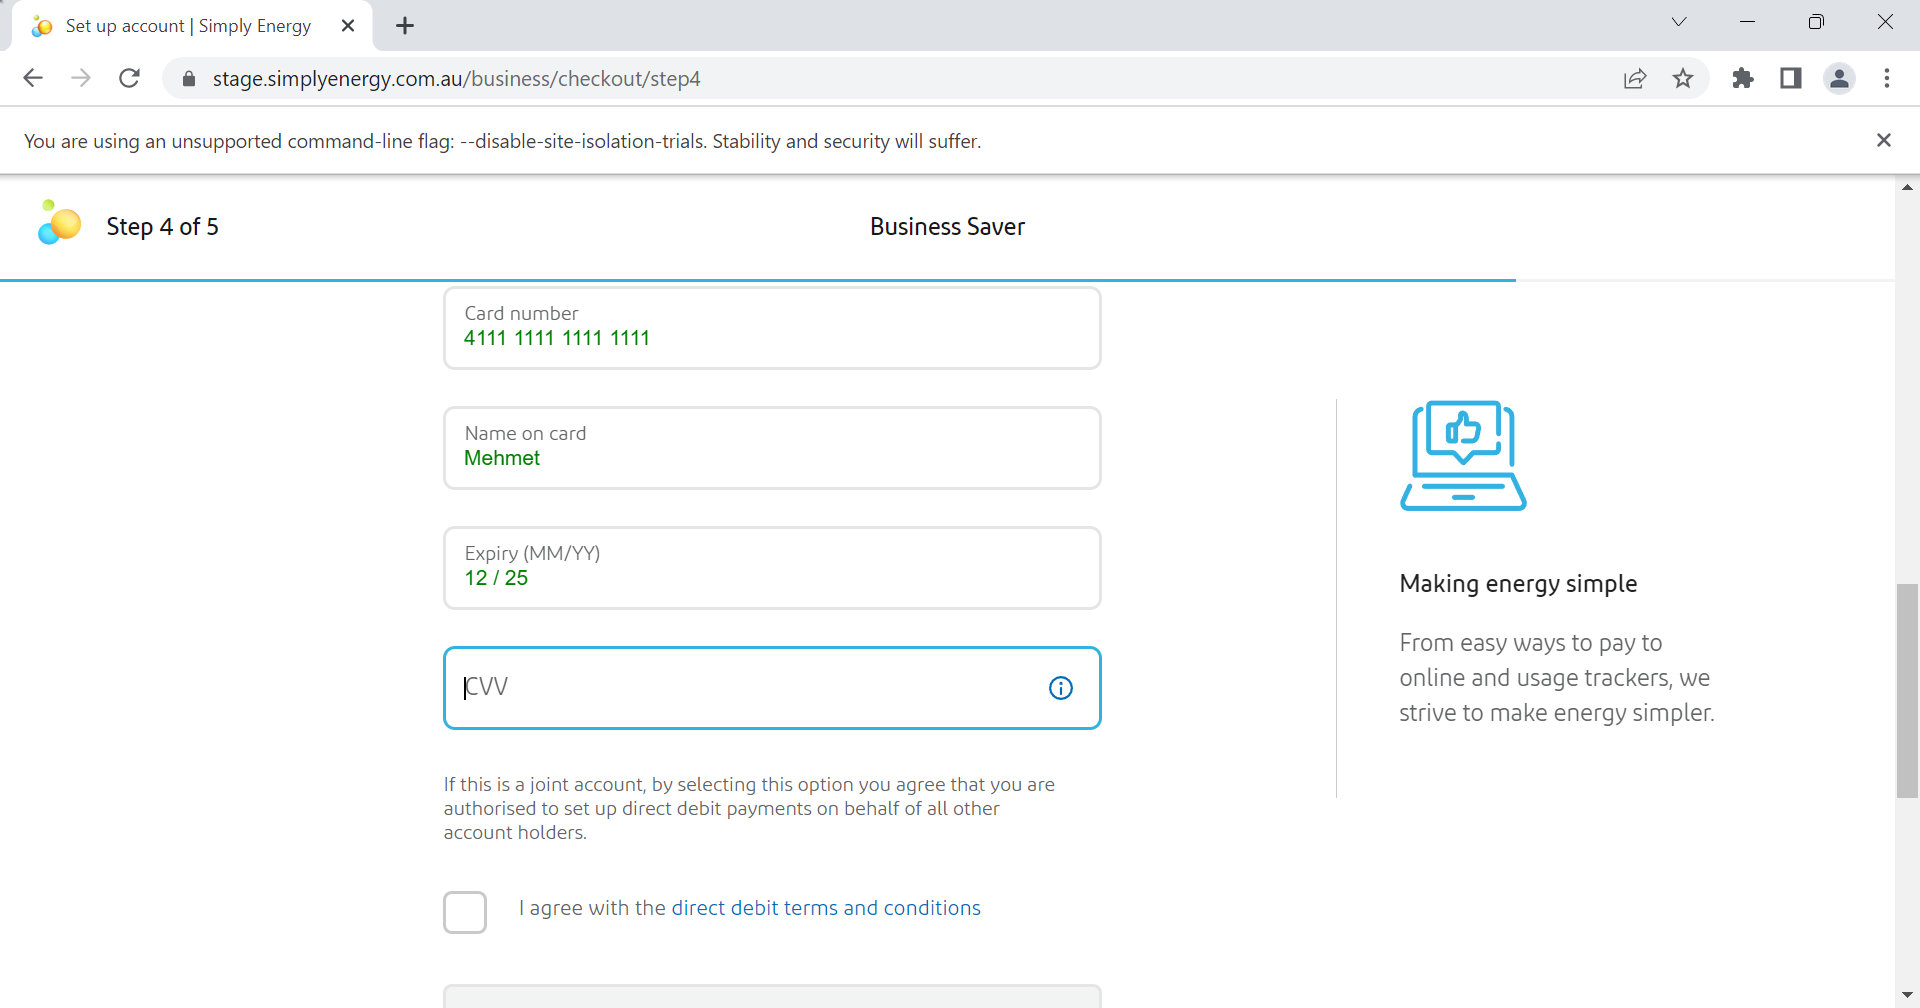 Set up account | Simply Energy
stage.simplyenergy.com.au/business/checkout/step4
You are using an unsupported command-line flag: --disable-site-isolation-trials. Stability and security will suffer.
Step 4 of 5
Business Saver
Card number
4111 1111 1111 1111
Name on card
Mehmet
Expiry (MM/YY)
12 / 25
CVV
If this is a joint account, by selecting this option you agree that you are
authorised to set up direct debit payments on behalf of all other
account holders.
I agree with the direct debit terms and conditions
Making energy simple
From easy ways to pay to
online and usage trackers, we
strive to make energy simpler.